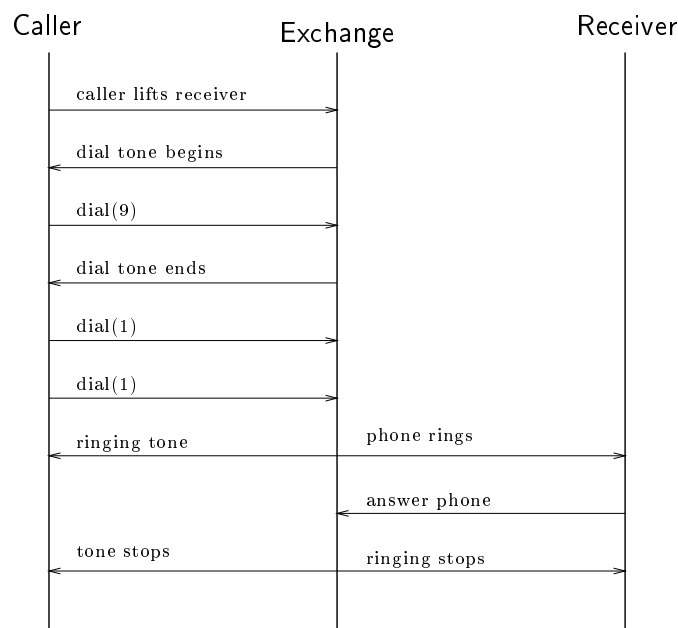 Caller
Exchange
Receiver
caller lifts receiver
dial tone begins
dial(9)
dial tone ends
dial(1)
dial(1)
ringing tone
phone rings
answer phone
tone stops
ringing stops